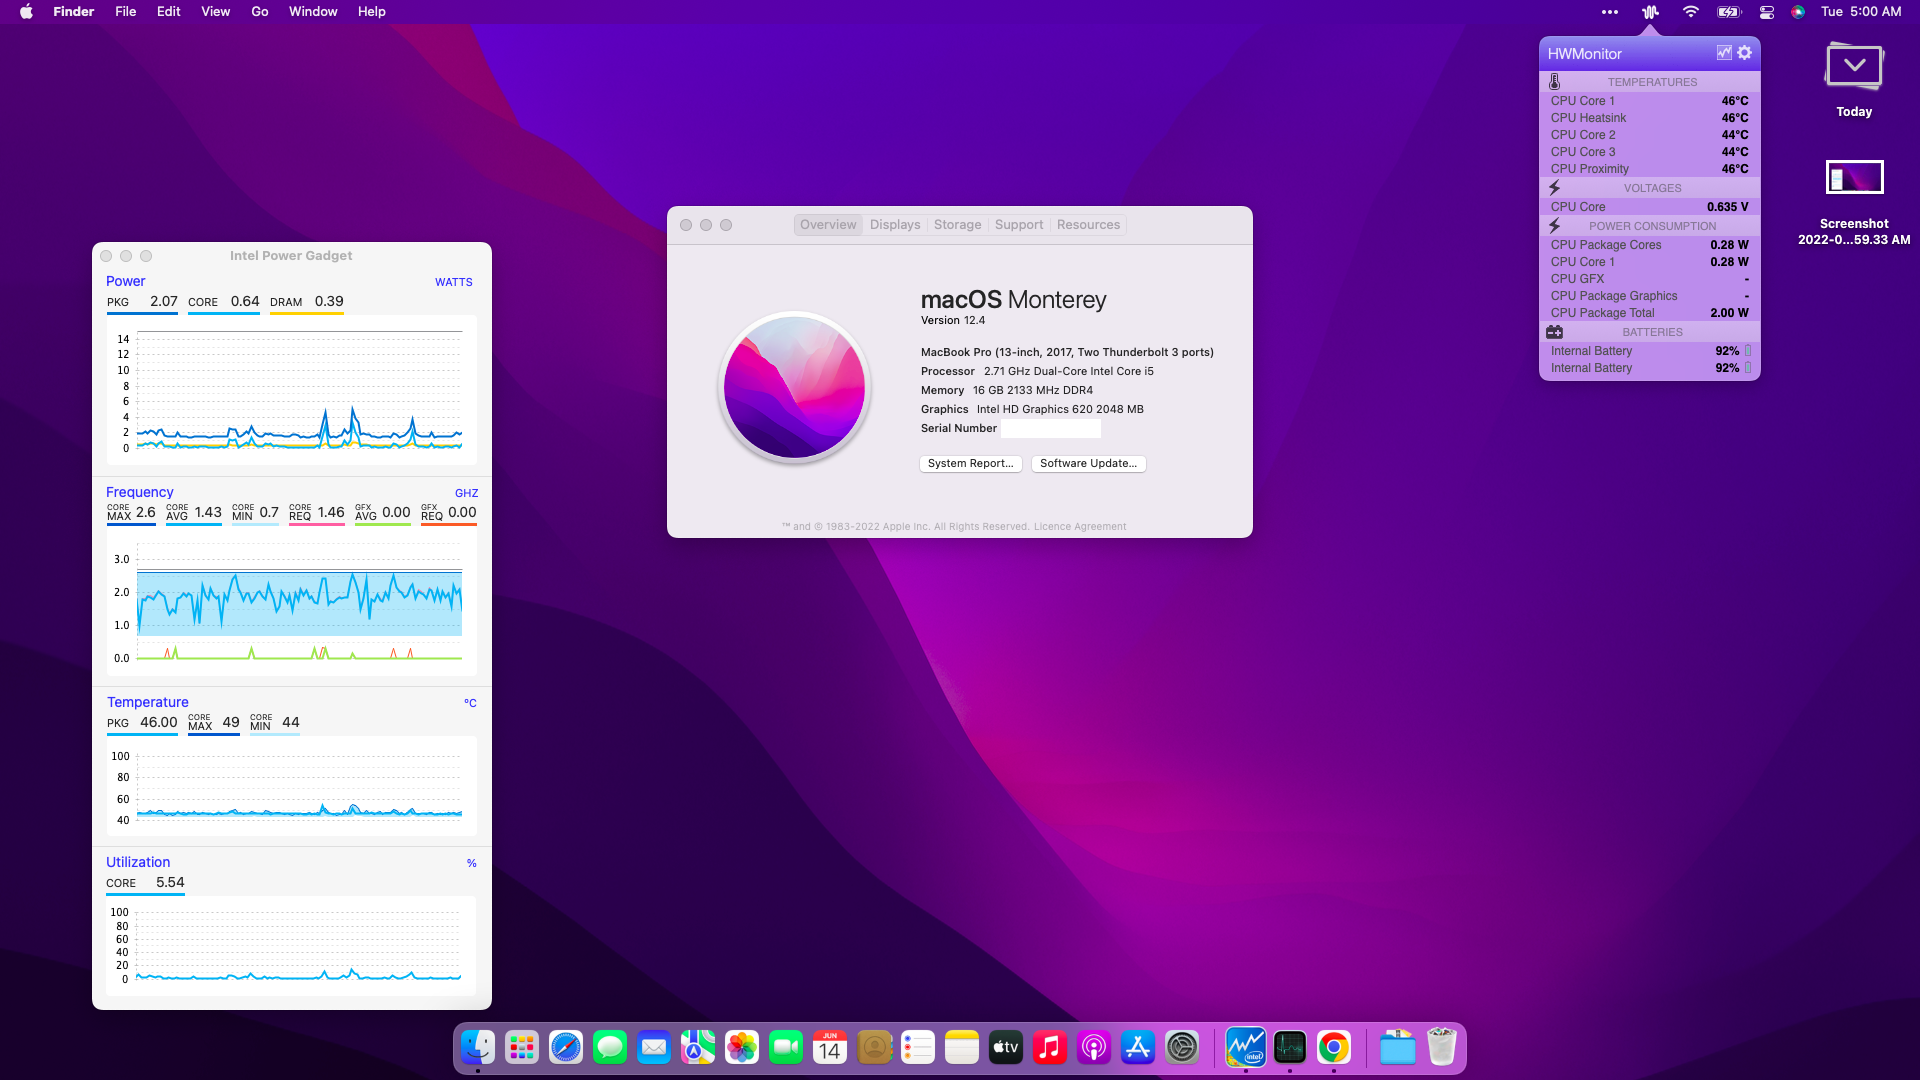 Finder File Edit View Go Window Help
Tue 5:00 AM
HWMonitor
TEMPERATURES
CPU Core 1 46°C
CPU Heatsink 46°C
CPU Core 2 44°C
CPU Core 3 44°C
CPU Proximity 46°C
VOLTAGES
CPU Core 0.635 V
POWER CONSUMPTION
CPU Package Cores 0.28 W
CPU Core 1 0.28 W
CPU GFX -
CPU Package Graphics -
CPU Package Total 2.00 W
BATTERIES
Internal Battery 92%
Internal Battery 92%
Today
Screenshot
2022-0...59.33 AM
Overview Displays Storage Support Resources
macOS Monterey
Version 12.4
MacBook Pro (13-inch, 2017, Two Thunderbolt 3 ports)
Processor 2.71 GHz Dual-Core Intel Core i5
Memory 16 GB 2133 MHz DDR4
Graphics Intel HD Graphics 620 2048 MB
Serial Number
System Report... Software Update...
™ and © 1983-2022 Apple Inc. All Rights Reserved. Licence Agreement
Intel Power Gadget
Power WATTS
PKG 2.07 CORE 0.64 DRAM 0.39
14
12
10
8
6
4
2
0
Frequency GHZ
CORE MAX 2.6 CORE AVG 1.43 CORE MIN 0.7 CORE REQ 1.46 GFX AVG 0.00 GFX REQ 0.00
3.0
2.0
1.0
0.0
Temperature °C
PKG 46.00 CORE MAX 49 CORE MIN 44
100
80
60
40
Utilization %
CORE 5.54
100
80
60
40
20
0
JUN
14
tv
intel